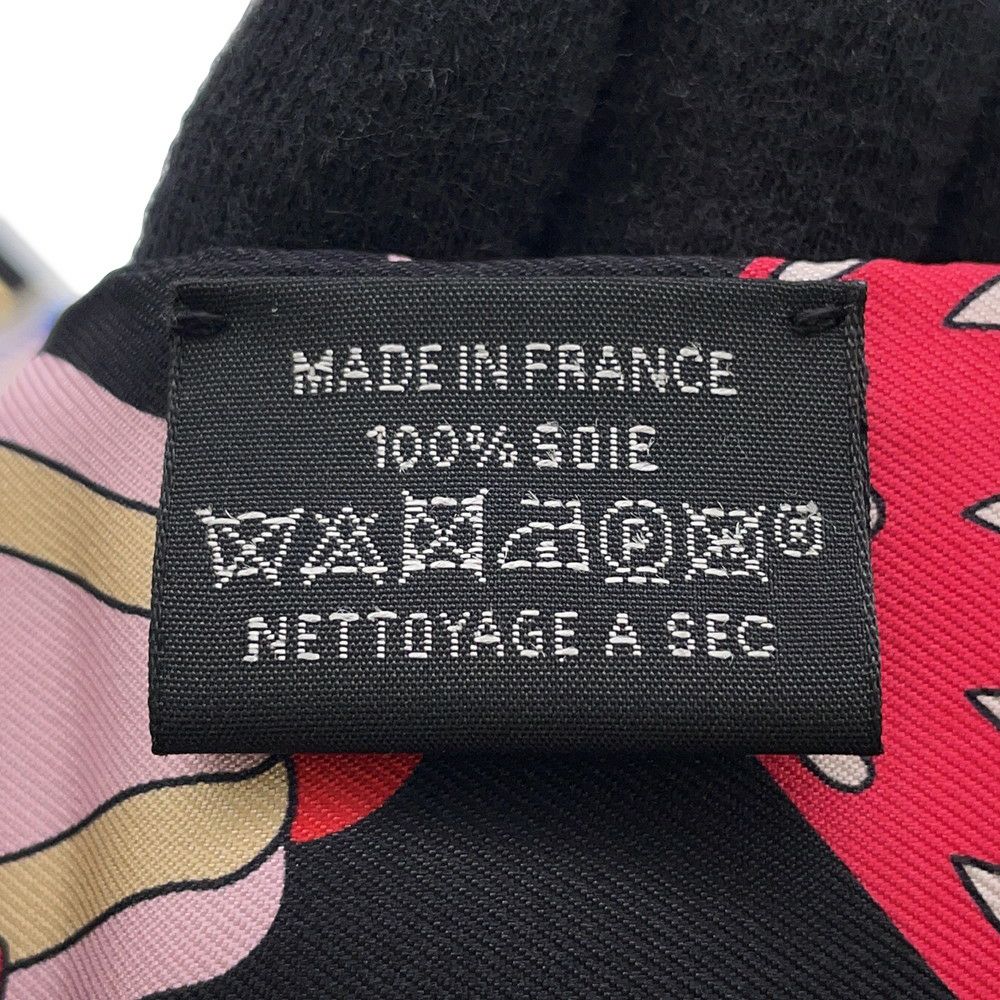 MADE IN FRANCE
100% SOIE
P
NETTOYAGE A SEC